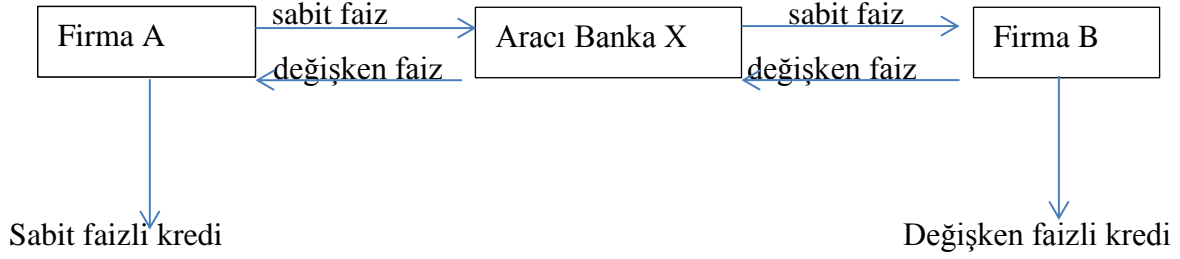 sabit faiz
sabit faiz
Firma A
Aracı Banka X
Firma B
değişken faiz
değişken faiz
Sabit faizli kredi
Değişken faizli kredi